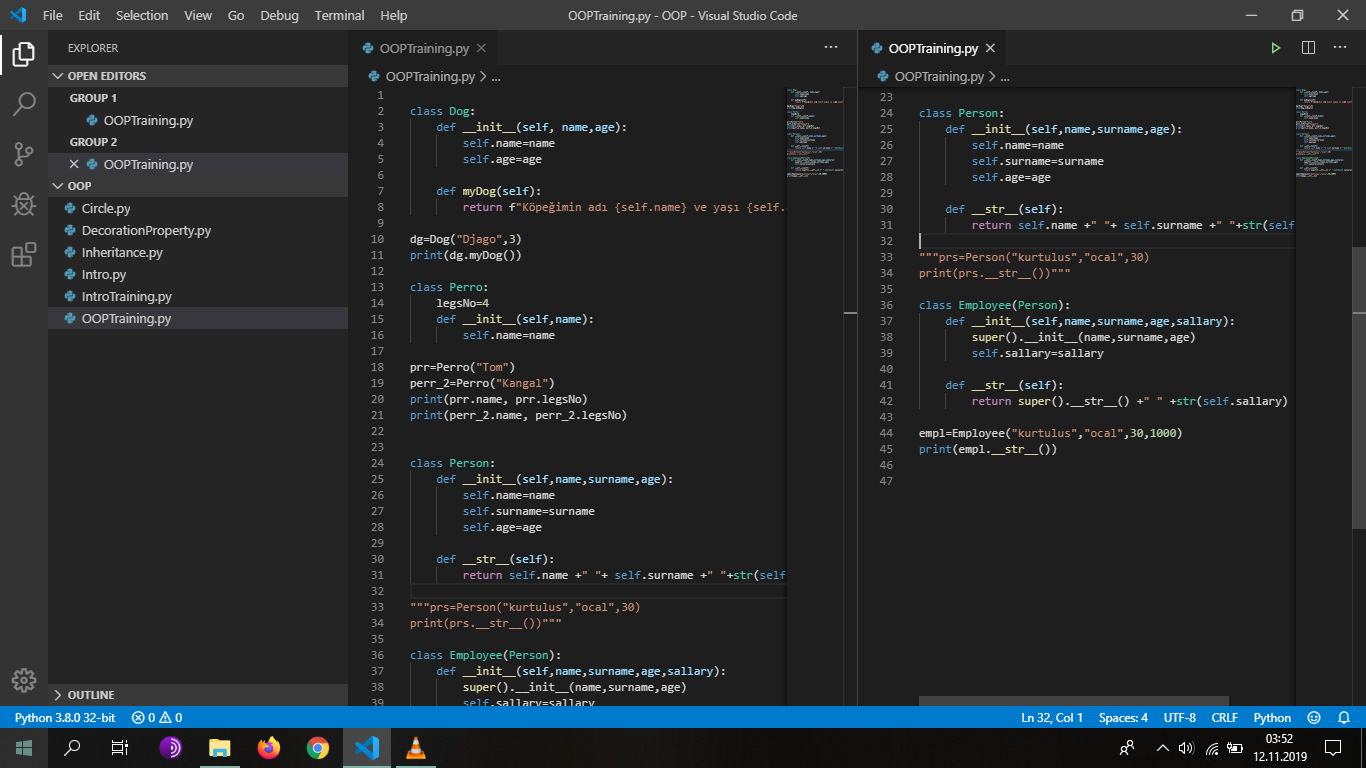 File Edit Selection View Go Debug Terminal Help OOPTraining.py - OOP - Visual Studio Code
EXPLORER
OPEN EDITORS
GROUP 1
OOPTraining.py
GROUP 2
OOPTraining.py
OOP
Circle.py
DecorationProperty.py
Inheritance.py
Intro.py
IntroTraining.py
OOPTraining.py
OUTLINE
OOPTraining.py
OOPTraining.py > ...
1
2 class Dog:
3 def __init__(self, name,age):
4 self.name=name
5 self.age=age
6
7 def myDog(self):
8 return f"Köpeğimin adı {self.name} ve yaşı {self.
9
10 dg=Dog("Djago",3)
11 print(dg.myDog())
12
13 class Perro:
14 legsNo=4
15 def __init__(self,name):
16 self.name=name
17
18 prr=Perro("Tom")
19 perr_2=Perro("Kangal")
20 print(prr.name, prr.legsNo)
21 print(perr_2.name, perr_2.legsNo)
22
23
24 class Person:
25 def __init__(self,name,surname,age):
26 self.name=name
27 self.surname=surname
28 self.age=age
29
30 def __str__(self):
31 return self.name +" "+ self.surname +" "+str(self
32
33 """prs=Person("kurtulus","ocal",30)
34 print(prs.__str__())"""
35
36 class Employee(Person):
37 def __init__(self,name,surname,age,sallary):
38 super().__init__(name,surname,age)
39 self.sallary=sallary
OOPTraining.py
OOPTraining.py > ...
23
24 class Person:
25 def __init__(self,name,surname,age):
26 self.name=name
27 self.surname=surname
28 self.age=age
29
30 def __str__(self):
31 return self.name +" "+ self.surname +" "+str(self
32
33 """prs=Person("kurtulus","ocal",30)
34 print(prs.__str__())"""
35
36 class Employee(Person):
37 def __init__(self,name,surname,age,sallary):
38 super().__init__(name,surname,age)
39 self.sallary=sallary
40
41 def __str__(self):
42 return super().__str__() +" " +str(self.sallary)
43
44 empl=Employee("kurtulus","ocal",30,1000)
45 print(empl.__str__())
46
47
Python 3.8.0 32-bit 0 0 Ln 32, Col 1 Spaces: 4 UTF-8 CRLF Python
03:52
12.11.2019